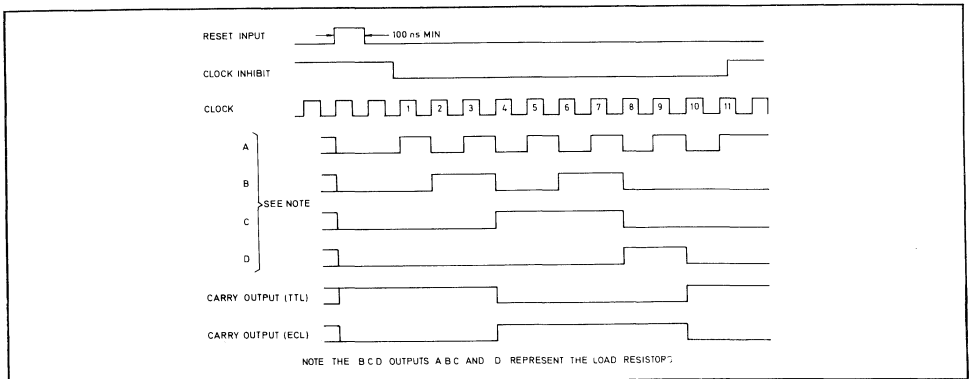 RESET INPUT
100 ns MIN
CLOCK INHIBIT
CLOCK
1 2 3 4 5 6 7 8 9 10 11
A
B
SEE NOTE
C
D
CARRY OUTPUT (TTL)
CARRY OUTPUT (ECL)
NOTE THE BCD OUTPUTS A B C AND D REPRESENT THE LOAD